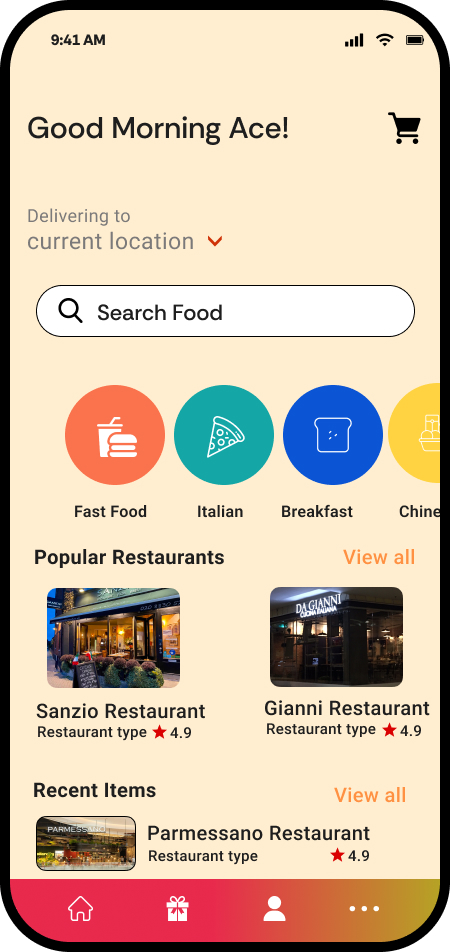 9:41 AM
Good Morning Ace!
Delivering to
current location
Search Food
Fast Food
Italian
Breakfast
Chine
Popular Restaurants
View all
DA GIANNI
CUCINA ITALIANA
Sanzio Restaurant
Restaurant type 4.9
Gianni Restaurant
Restaurant type 4.9
Recent Items
View all
PARMESSANO
Parmessano Restaurant
Restaurant type 4.9